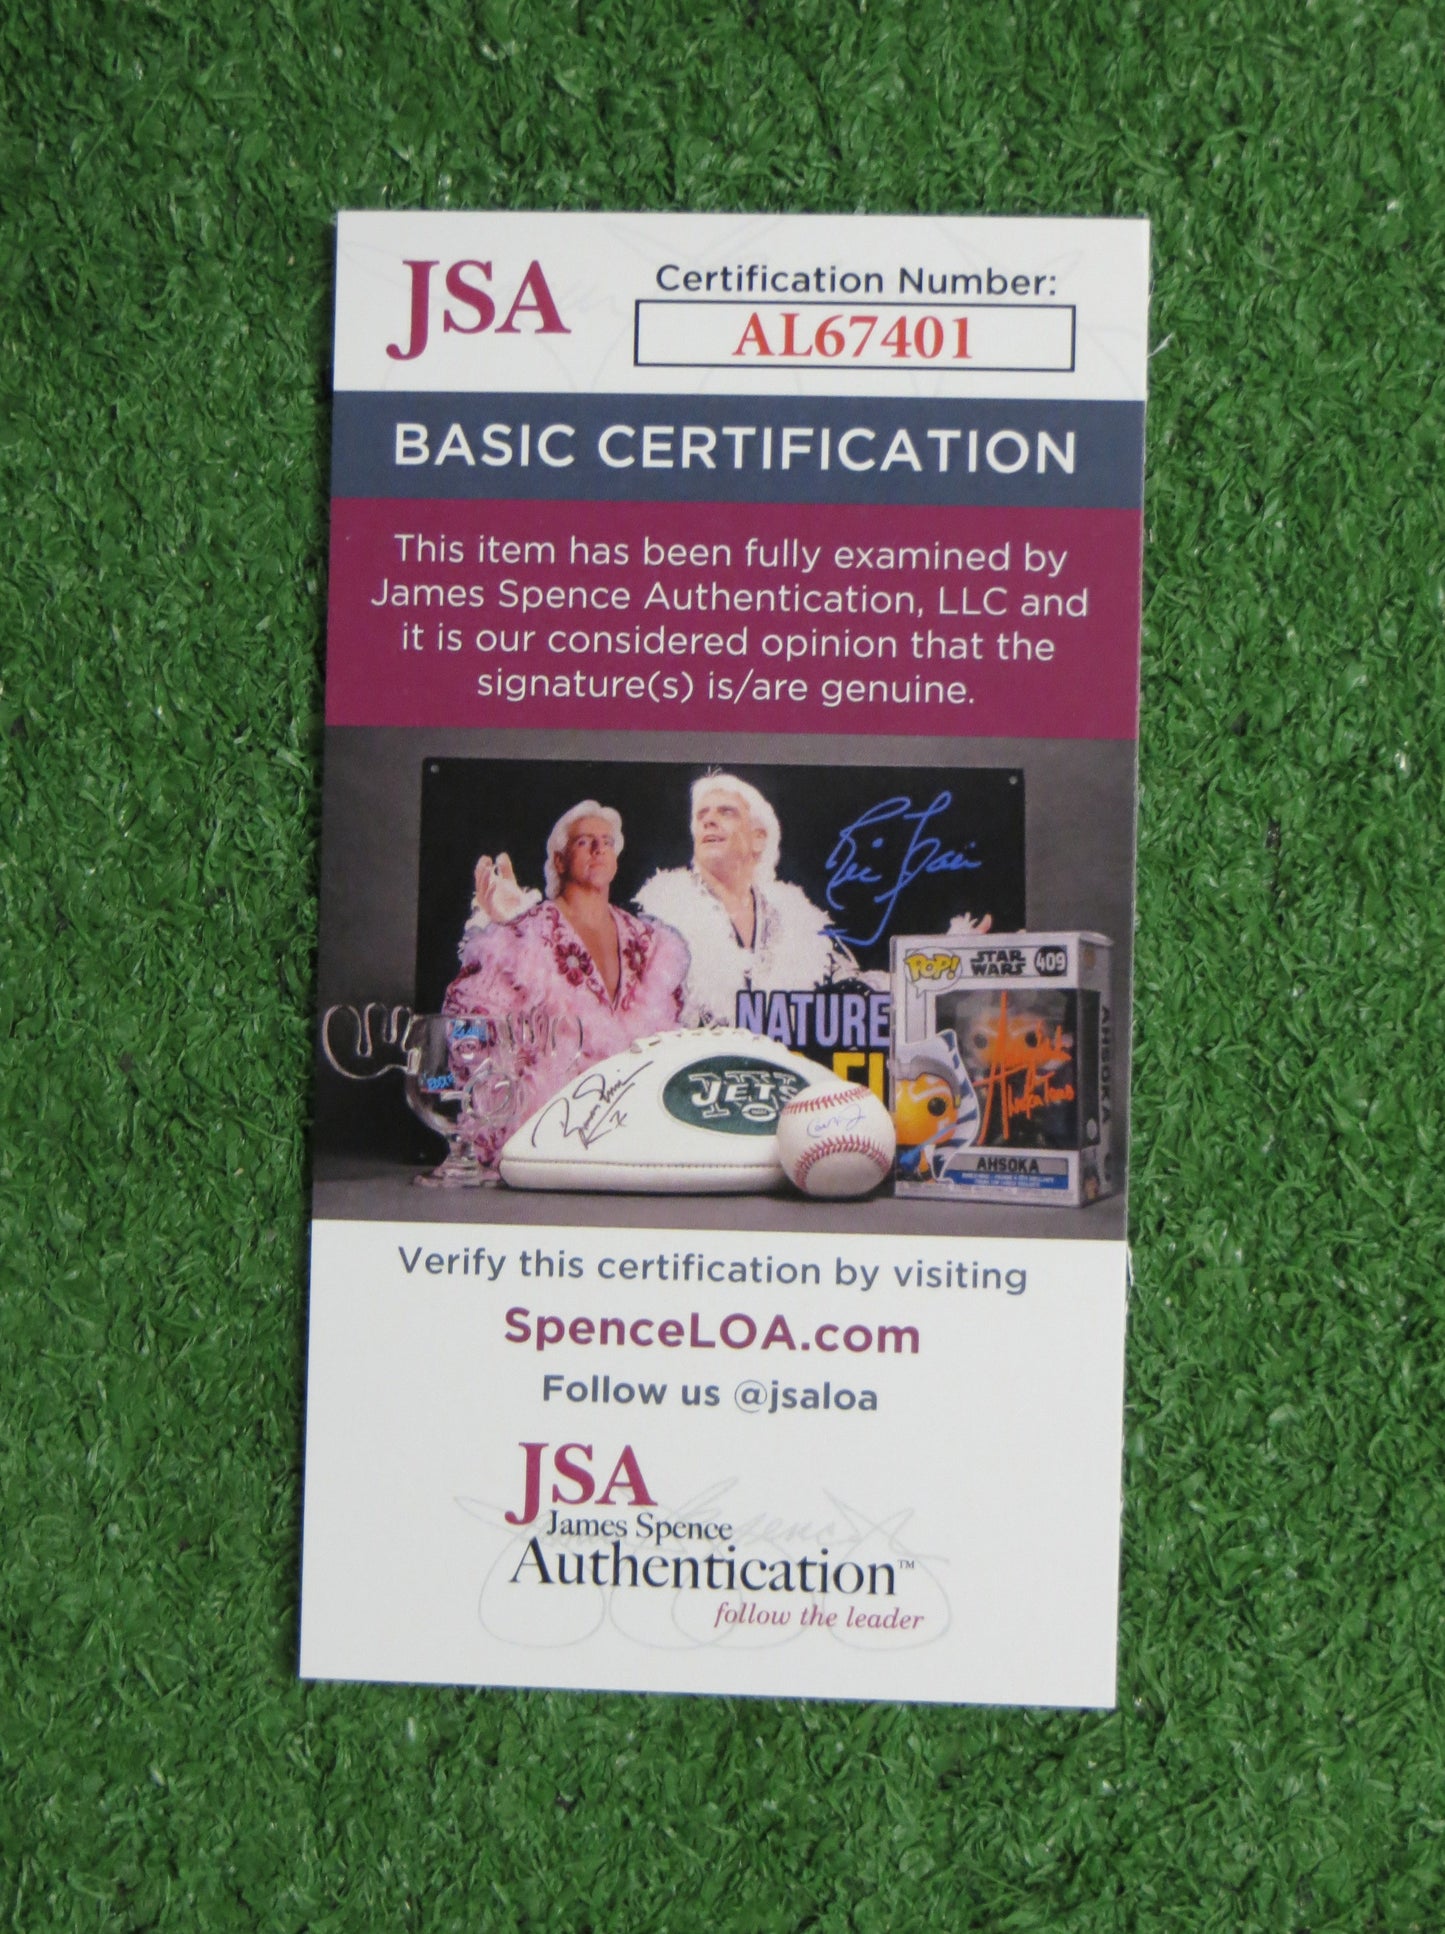 JSA
Certification Number:
AL67401
BASIC CERTIFICATION
This item has been fully examined by
James Spence Authentication, LLC and
it is our considered opinion that the
signature(s) is/are genuine.
POP!
STAR
WARS
409
NATURE
JETS
AHSOKA
AHSOKA
Verify this certification by visiting
SpenceLOA.com
Follow us @jsaloa
JSA
James Spence
Authentication™
follow the leader